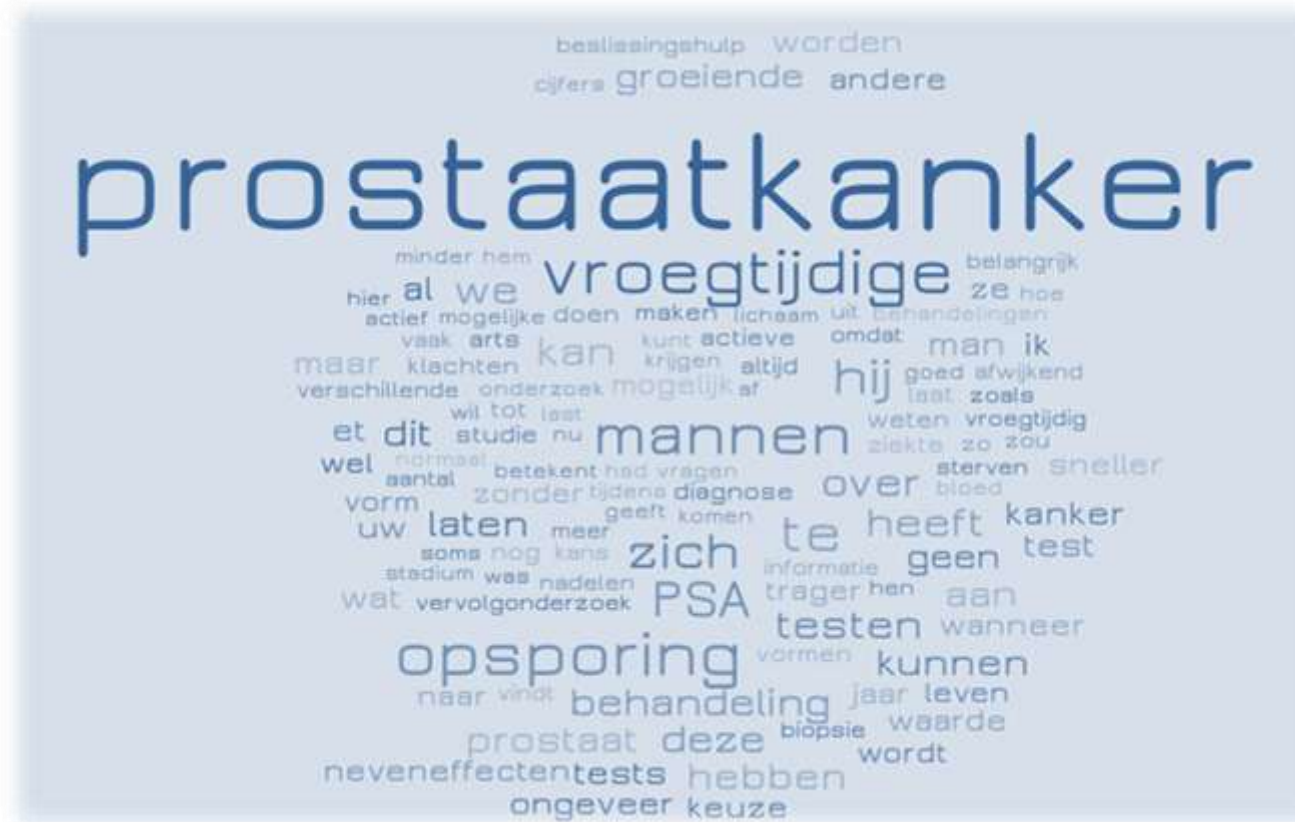 beslissingshulp worden
cijfers groeiende andere
prostaatkanker
minder hem vroegtijdige belangrijk
hier al we ze hoe
actief mogelijke doen maken lichaam uit behandelingen
vaak arts kan kunt actieve omdat man ik
maar klachten krijgen altijd hij goed afwijkend
verschillende onderzoek mogelijk af laat zoals
wil tot last weten vroegtijdig
et dit studie nu mannen ziekte zo zou
wel normaal betekent had vragen sterven sneller
aantal zonder tijdens diagnose over bloed
vorm geeft komen heeft kanker
uw laten meer te
soms nog kans zich informatie geen test
stadium was nadelen PSA trager hen aan
wat vervolgonderzoek testen wanneer
opsporing vormen kunnen
naar vindt behandeling jaar leven
prostaat deze biopsie waarde
wordt
neveneffecten tests hebben
ongeveer keuze